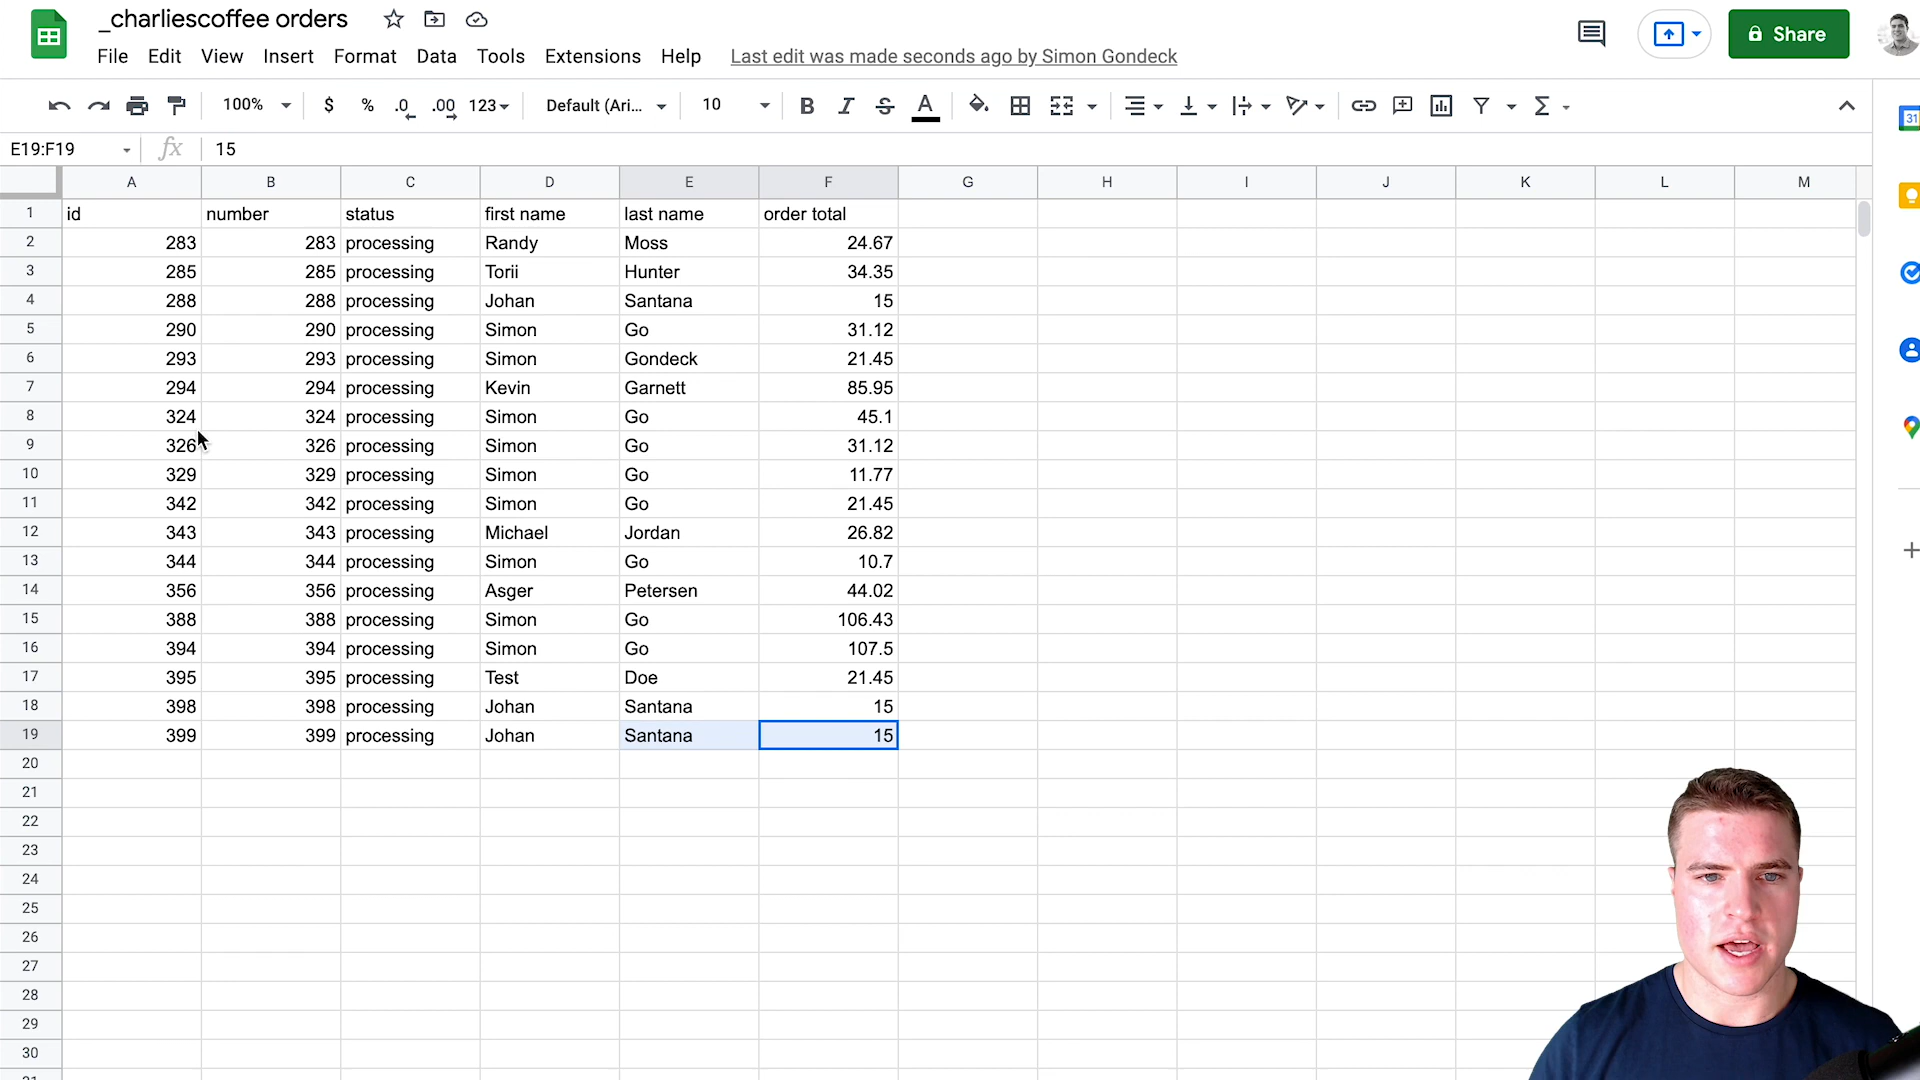 _charliescoffee orders
File Edit View Insert Format Data Tools Extensions Help Last edit was made seconds ago by Simon Gondeck
Share
100% $ % .0 .00 123 Default (Ari... 10 B I S A Σ
E19:F19 fx 15
A B C D E F G H I J K L M
1 id number status first name last name order total
2 283 283 processing Randy Moss 24.67
3 285 285 processing Torii Hunter 34.35
4 288 288 processing Johan Santana 15
5 290 290 processing Simon Go 31.12
6 293 293 processing Simon Gondeck 21.45
7 294 294 processing Kevin Garnett 85.95
8 324 324 processing Simon Go 45.1
9 326 326 processing Simon Go 31.12
10 329 329 processing Simon Go 11.77
11 342 342 processing Simon Go 21.45
12 343 343 processing Michael Jordan 26.82
13 344 344 processing Simon Go 10.7
14 356 356 processing Asger Petersen 44.02
15 388 388 processing Simon Go 106.43
16 394 394 processing Simon Go 107.5
17 395 395 processing Test Doe 21.45
18 398 398 processing Johan Santana 15
19 399 399 processing Johan Santana 15
20
21
22
23
24
25
26
27
28
29
30
31